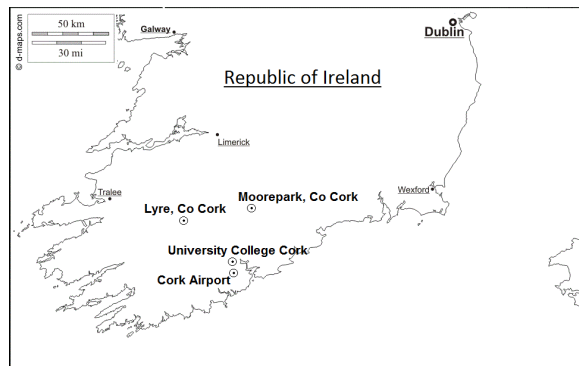 © d-maps.com
50 km
30 mi
Galway
Dublin
Republic of Ireland
Limerick
Tralee
Wexford
Lyre, Co Cork
Moorepark, Co Cork
University College Cork
Cork Airport